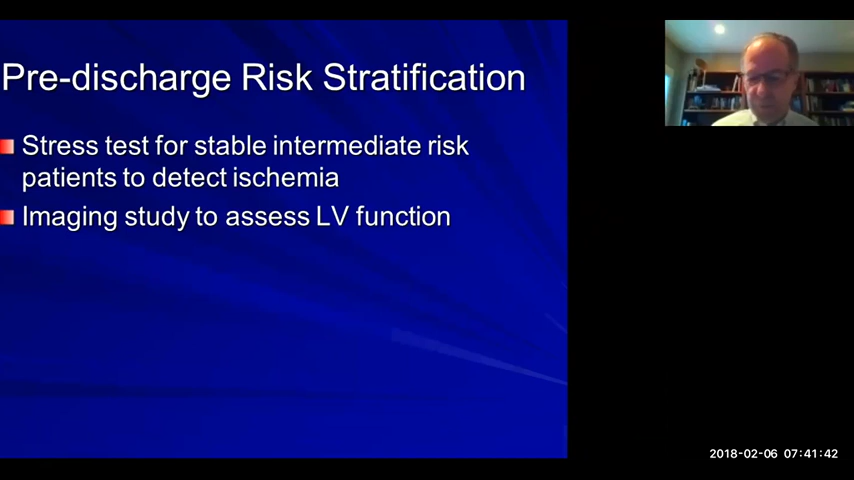 Pre-discharge Risk Stratification
Stress test for stable intermediate risk
patients to detect ischemia
Imaging study to assess LV function
2018-02-06 07:41:42